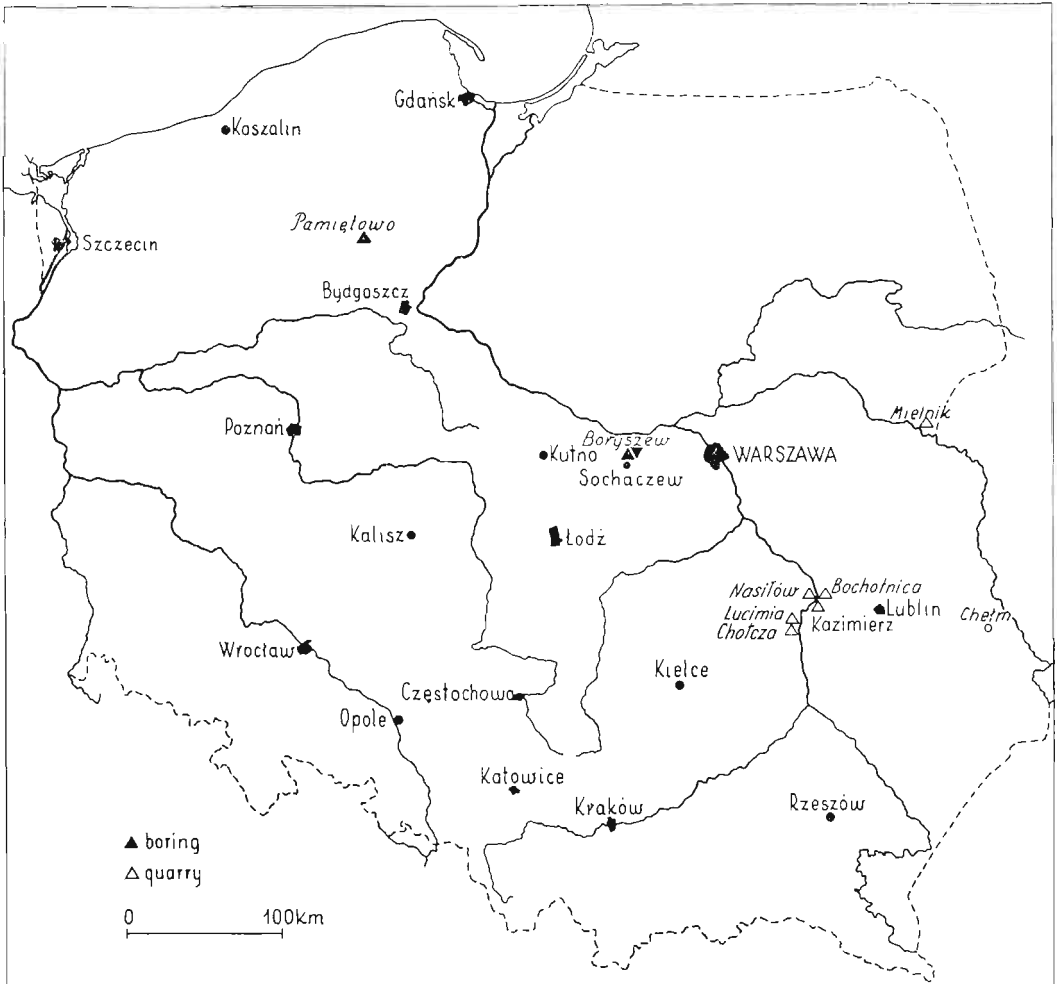 Gdańsk
Koszalin
Pamiętowo
Szczecin
Bydgoszcz
Mielnik
Poznań
Boryszew
Kutno
WARSZAWA
Sochaczew
Kalisz
Łódź
Nasiłów
Bochotnica
Lucimia
Lublin
Chełm
Chotcza
Kazimierz
Wrocław
Kielce
Częstochowa
Opole
Katowice
Kraków
Rzeszów
boring
quarry
0 100km